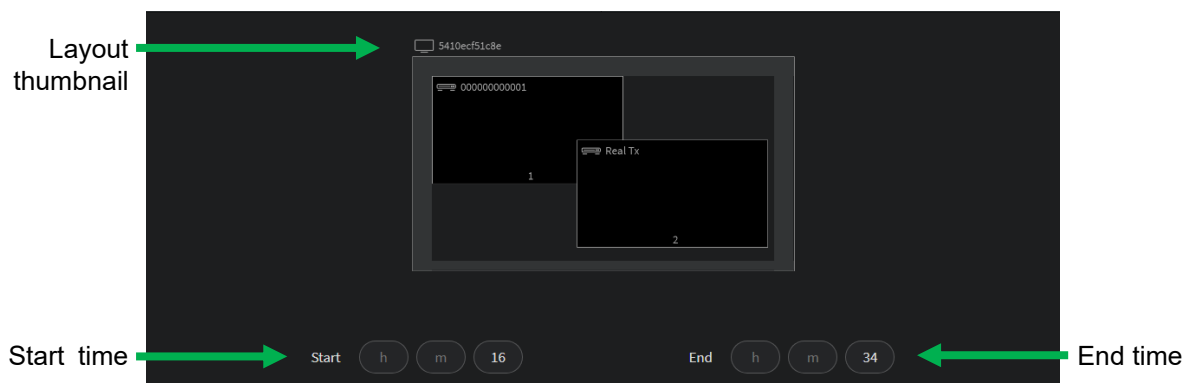 Layout
thumbnail
5410ecf51c8e
000000000001
1
Real Tx
2
Start time
Start h m 16
End h m 34
End time